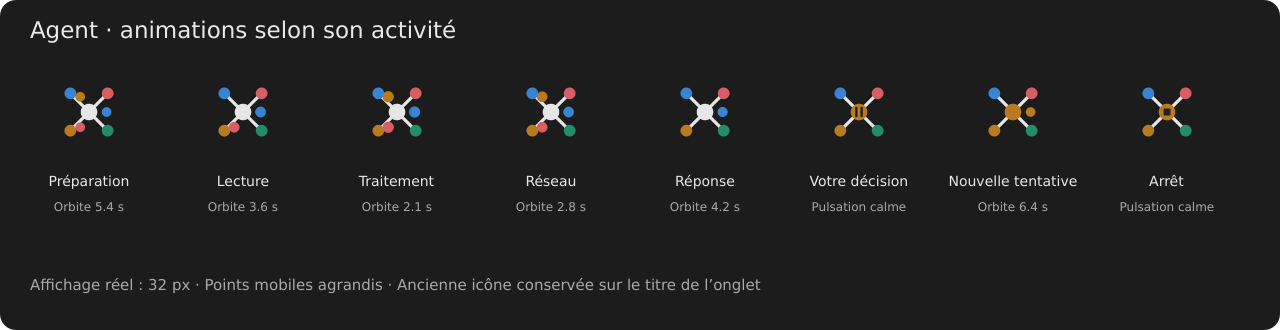 Agent · animations selon son activité
Préparation
Lecture
Traitement
Réseau
Réponse
Votre décision
Nouvelle tentative
Arrêt
Orbite 5.4 s
Orbite 3.6 s
Orbite 2.1 s
Orbite 2.8 s
Orbite 4.2 s
Pulsation calme
Orbite 6.4 s
Pulsation calme
Affichage réel : 32 px · Points mobiles agrandis · Ancienne icône conservée sur le titre de l’onglet